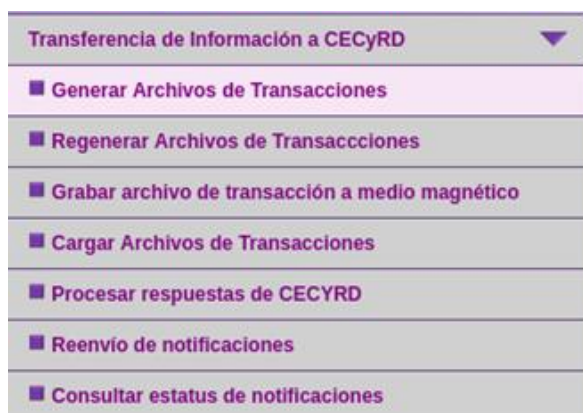 Transferencia de Información a CECyRD
Generar Archivos de Transacciones
Regenerar Archivos de Transaccciones
Grabar archivo de transacción a medio magnético
Cargar Archivos de Transacciones
Procesar respuestas de CECYRD
Reenvío de notificaciones
Consultar estatus de notificaciones